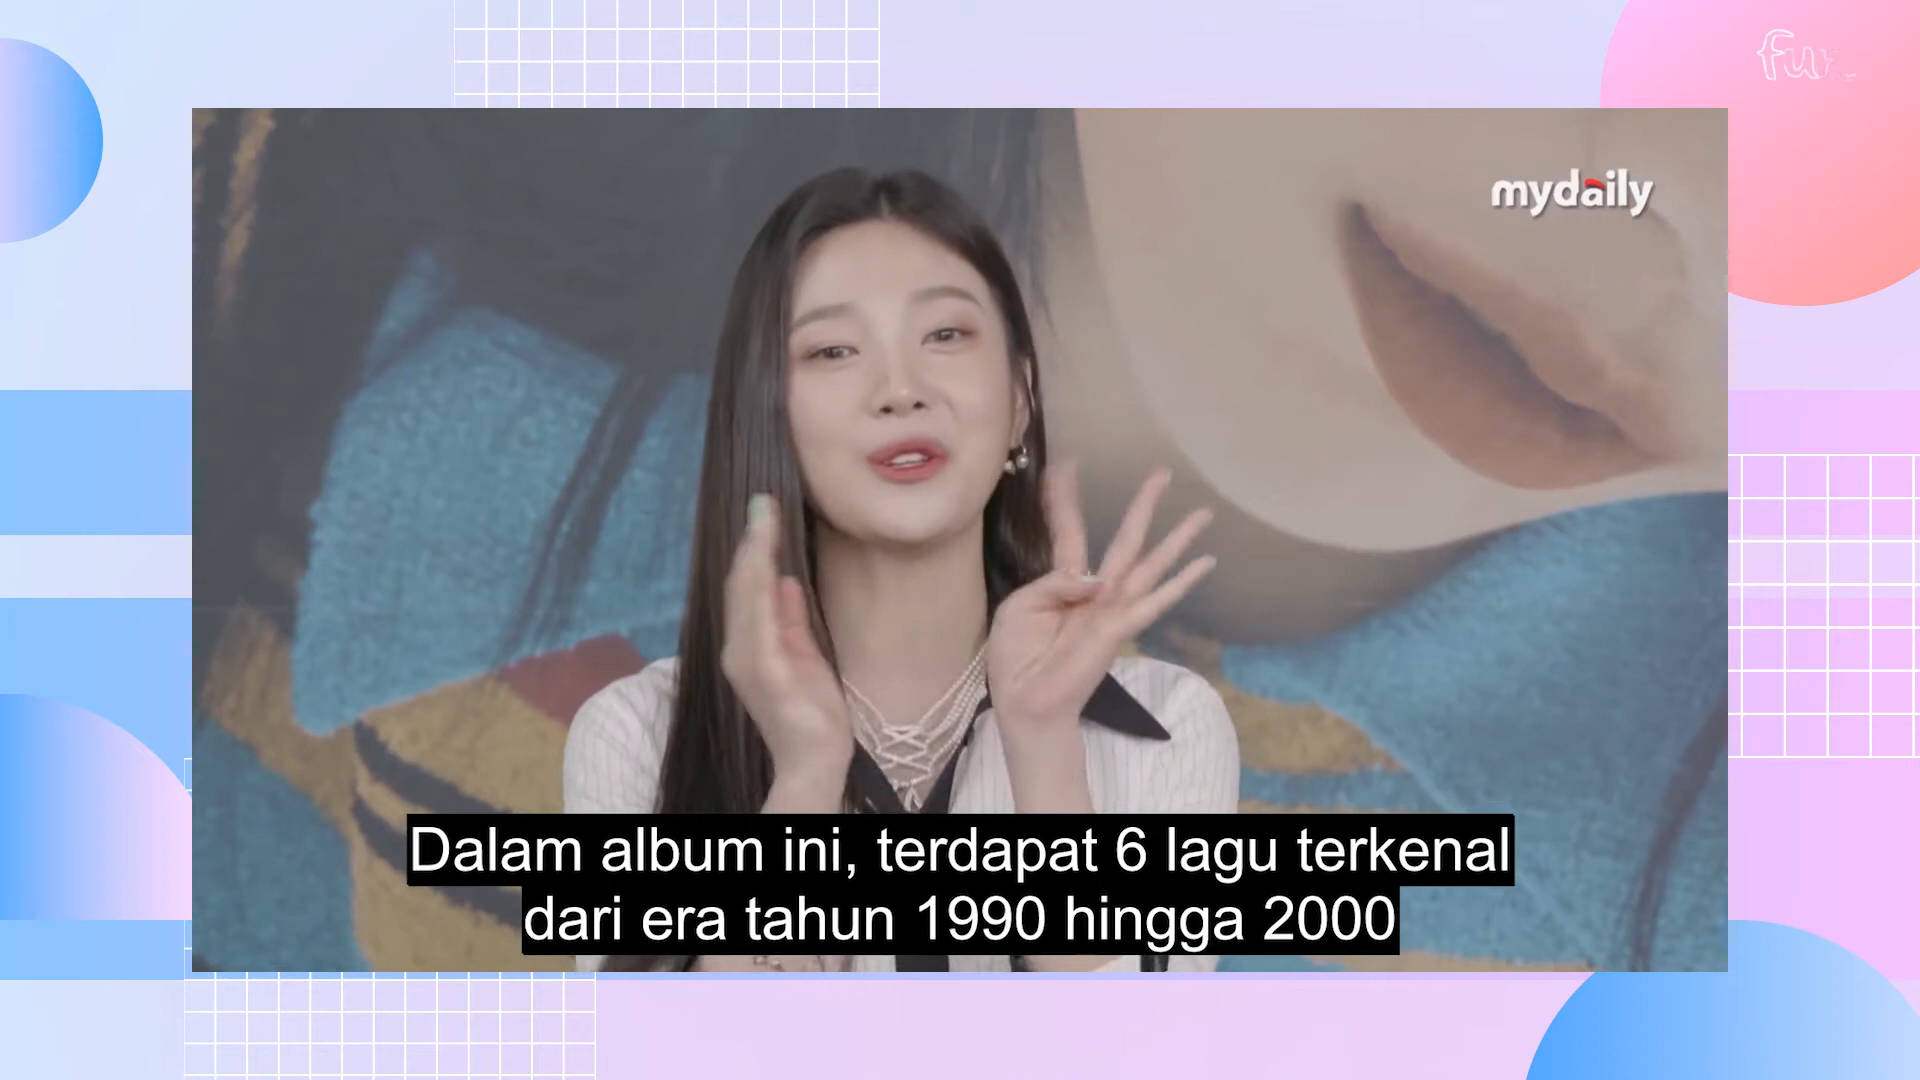 mydaily
Dalam album ini, terdapat 6 lagu terkenal
dari era tahun 1990 hingga 2000